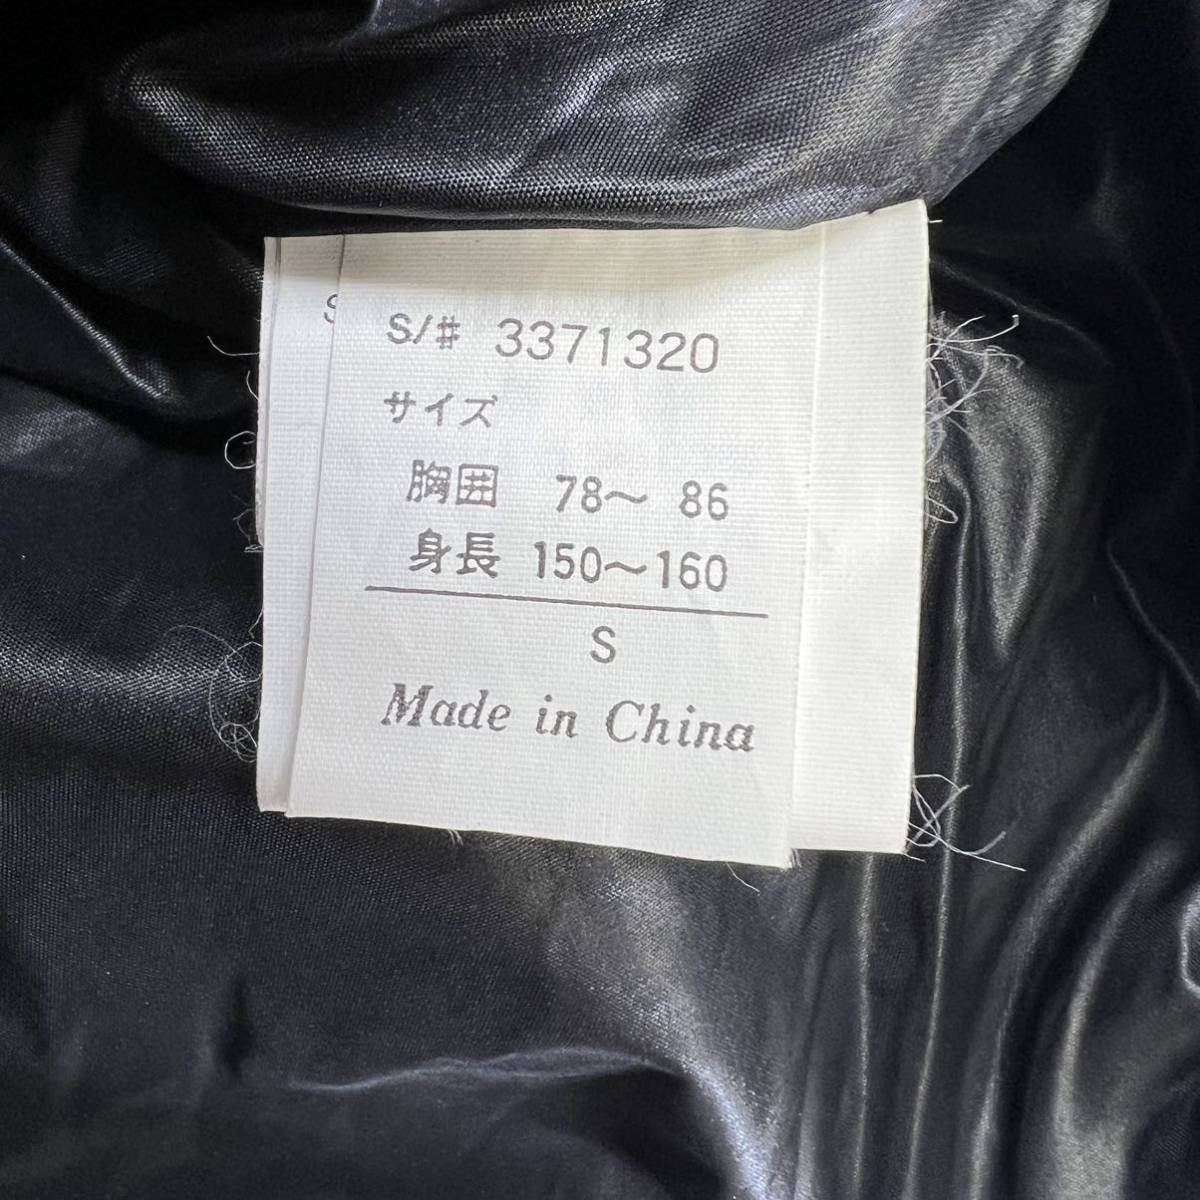 S/# 3371320
サイズ
胸囲 78〜 86
身長 150〜160
S
Made in China